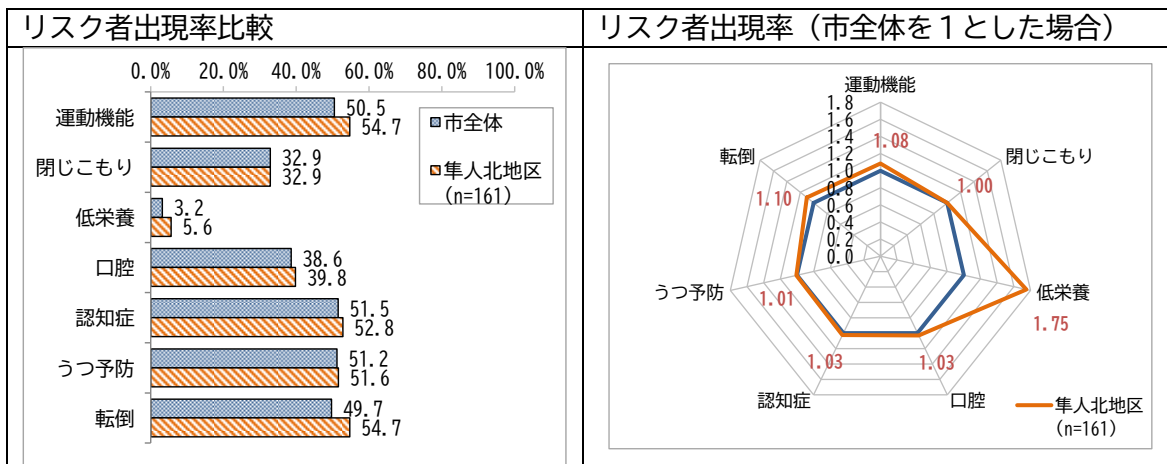 リスク者出現率比較
0.0% 20.0% 40.0% 60.0% 80.0% 100.0%
運動機能 50.5
54.7
閉じこもり 32.9
32.9
低栄養 3.2
5.6
口腔 38.6
39.8
認知症 51.5
52.8
うつ予防 51.2
51.6
転倒 49.7
54.7
市全体
隼人北地区
(n=161)
リスク者出現率（市全体を１とした場合）
運動機能
1.8
1.6
1.4
1.2
1.0
0.8
0.6
0.4
0.2
0.0
1.08
閉じこもり
1.00
低栄養
1.75
口腔
1.03
認知症
1.03
うつ予防
1.01
転倒
1.10
隼人北地区
(n=161)